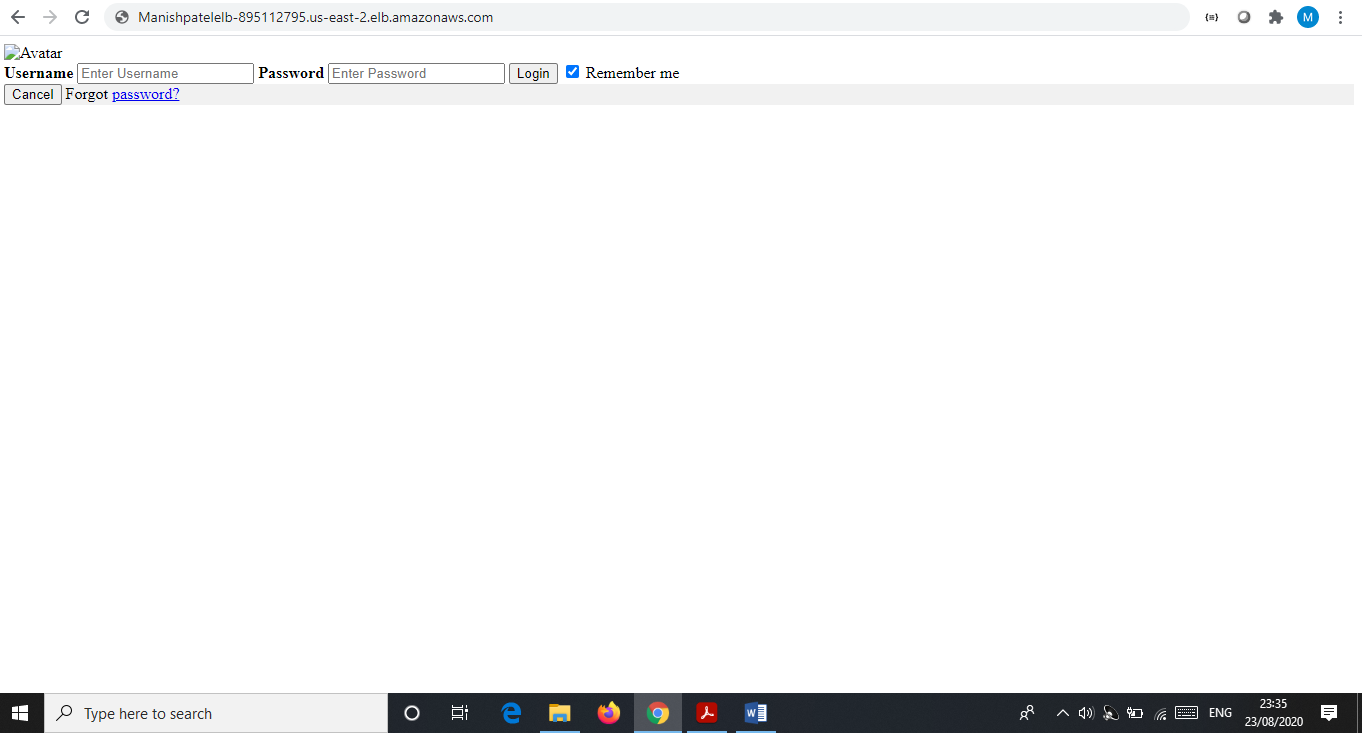 Manishpatelelb-895112795.us-east-2.elb.amazonaws.com
M
Avatar
Username Enter Username Password Enter Password Login Remember me
Cancel Forgot password?
Type here to search
ENG
23:35
23/08/2020